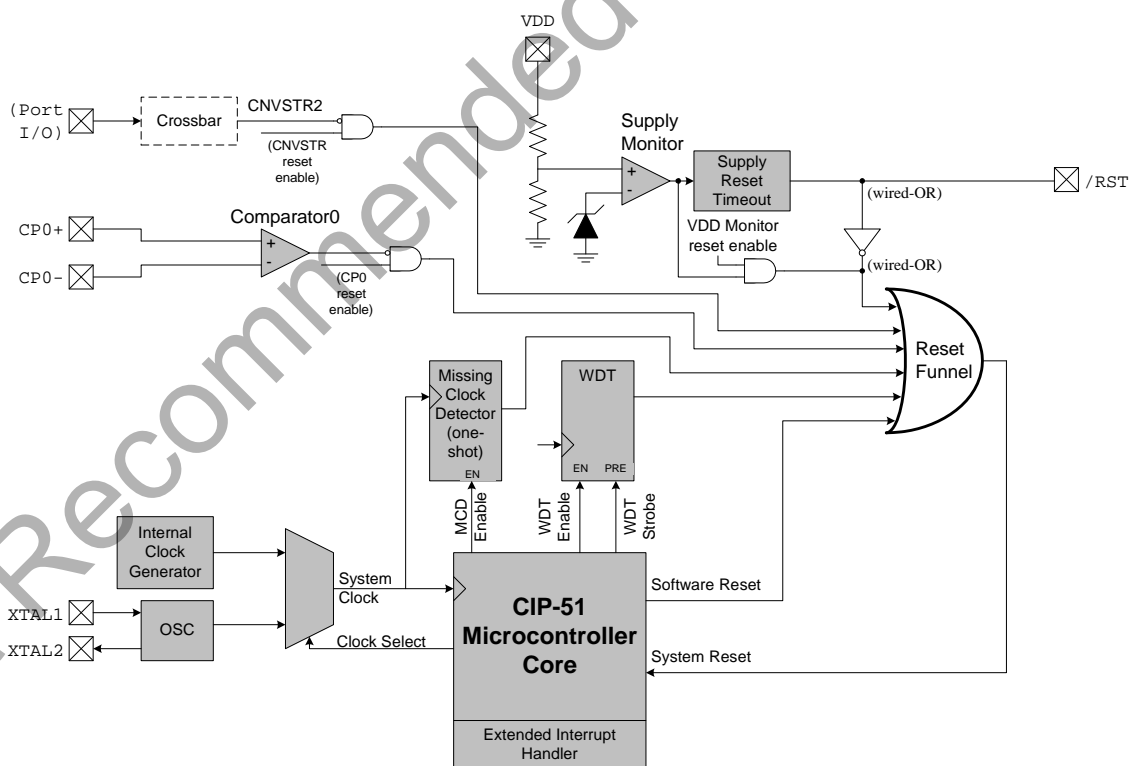 VDD
(Port
I/O)
Crossbar
CNVSTR2
(CNVSTR
reset
enable)
Supply
Monitor
+
-
Supply
Reset
Timeout
(wired-OR)
/RST
VDD Monitor
reset enable
(wired-OR)
CP0+
CP0-
Comparator0
+
-
(CP0
reset
enable)
Reset
Funnel
Missing
Clock
Detector
(one-
shot)
EN
WDT
EN
PRE
MCD
Enable
WDT
Enable
WDT
Strobe
Internal
Clock
Generator
System
Clock
XTAL1
XTAL2
OSC
Clock Select
CIP-51
Microcontroller
Core
Software Reset
System Reset
Extended Interrupt
Handler
Recommended